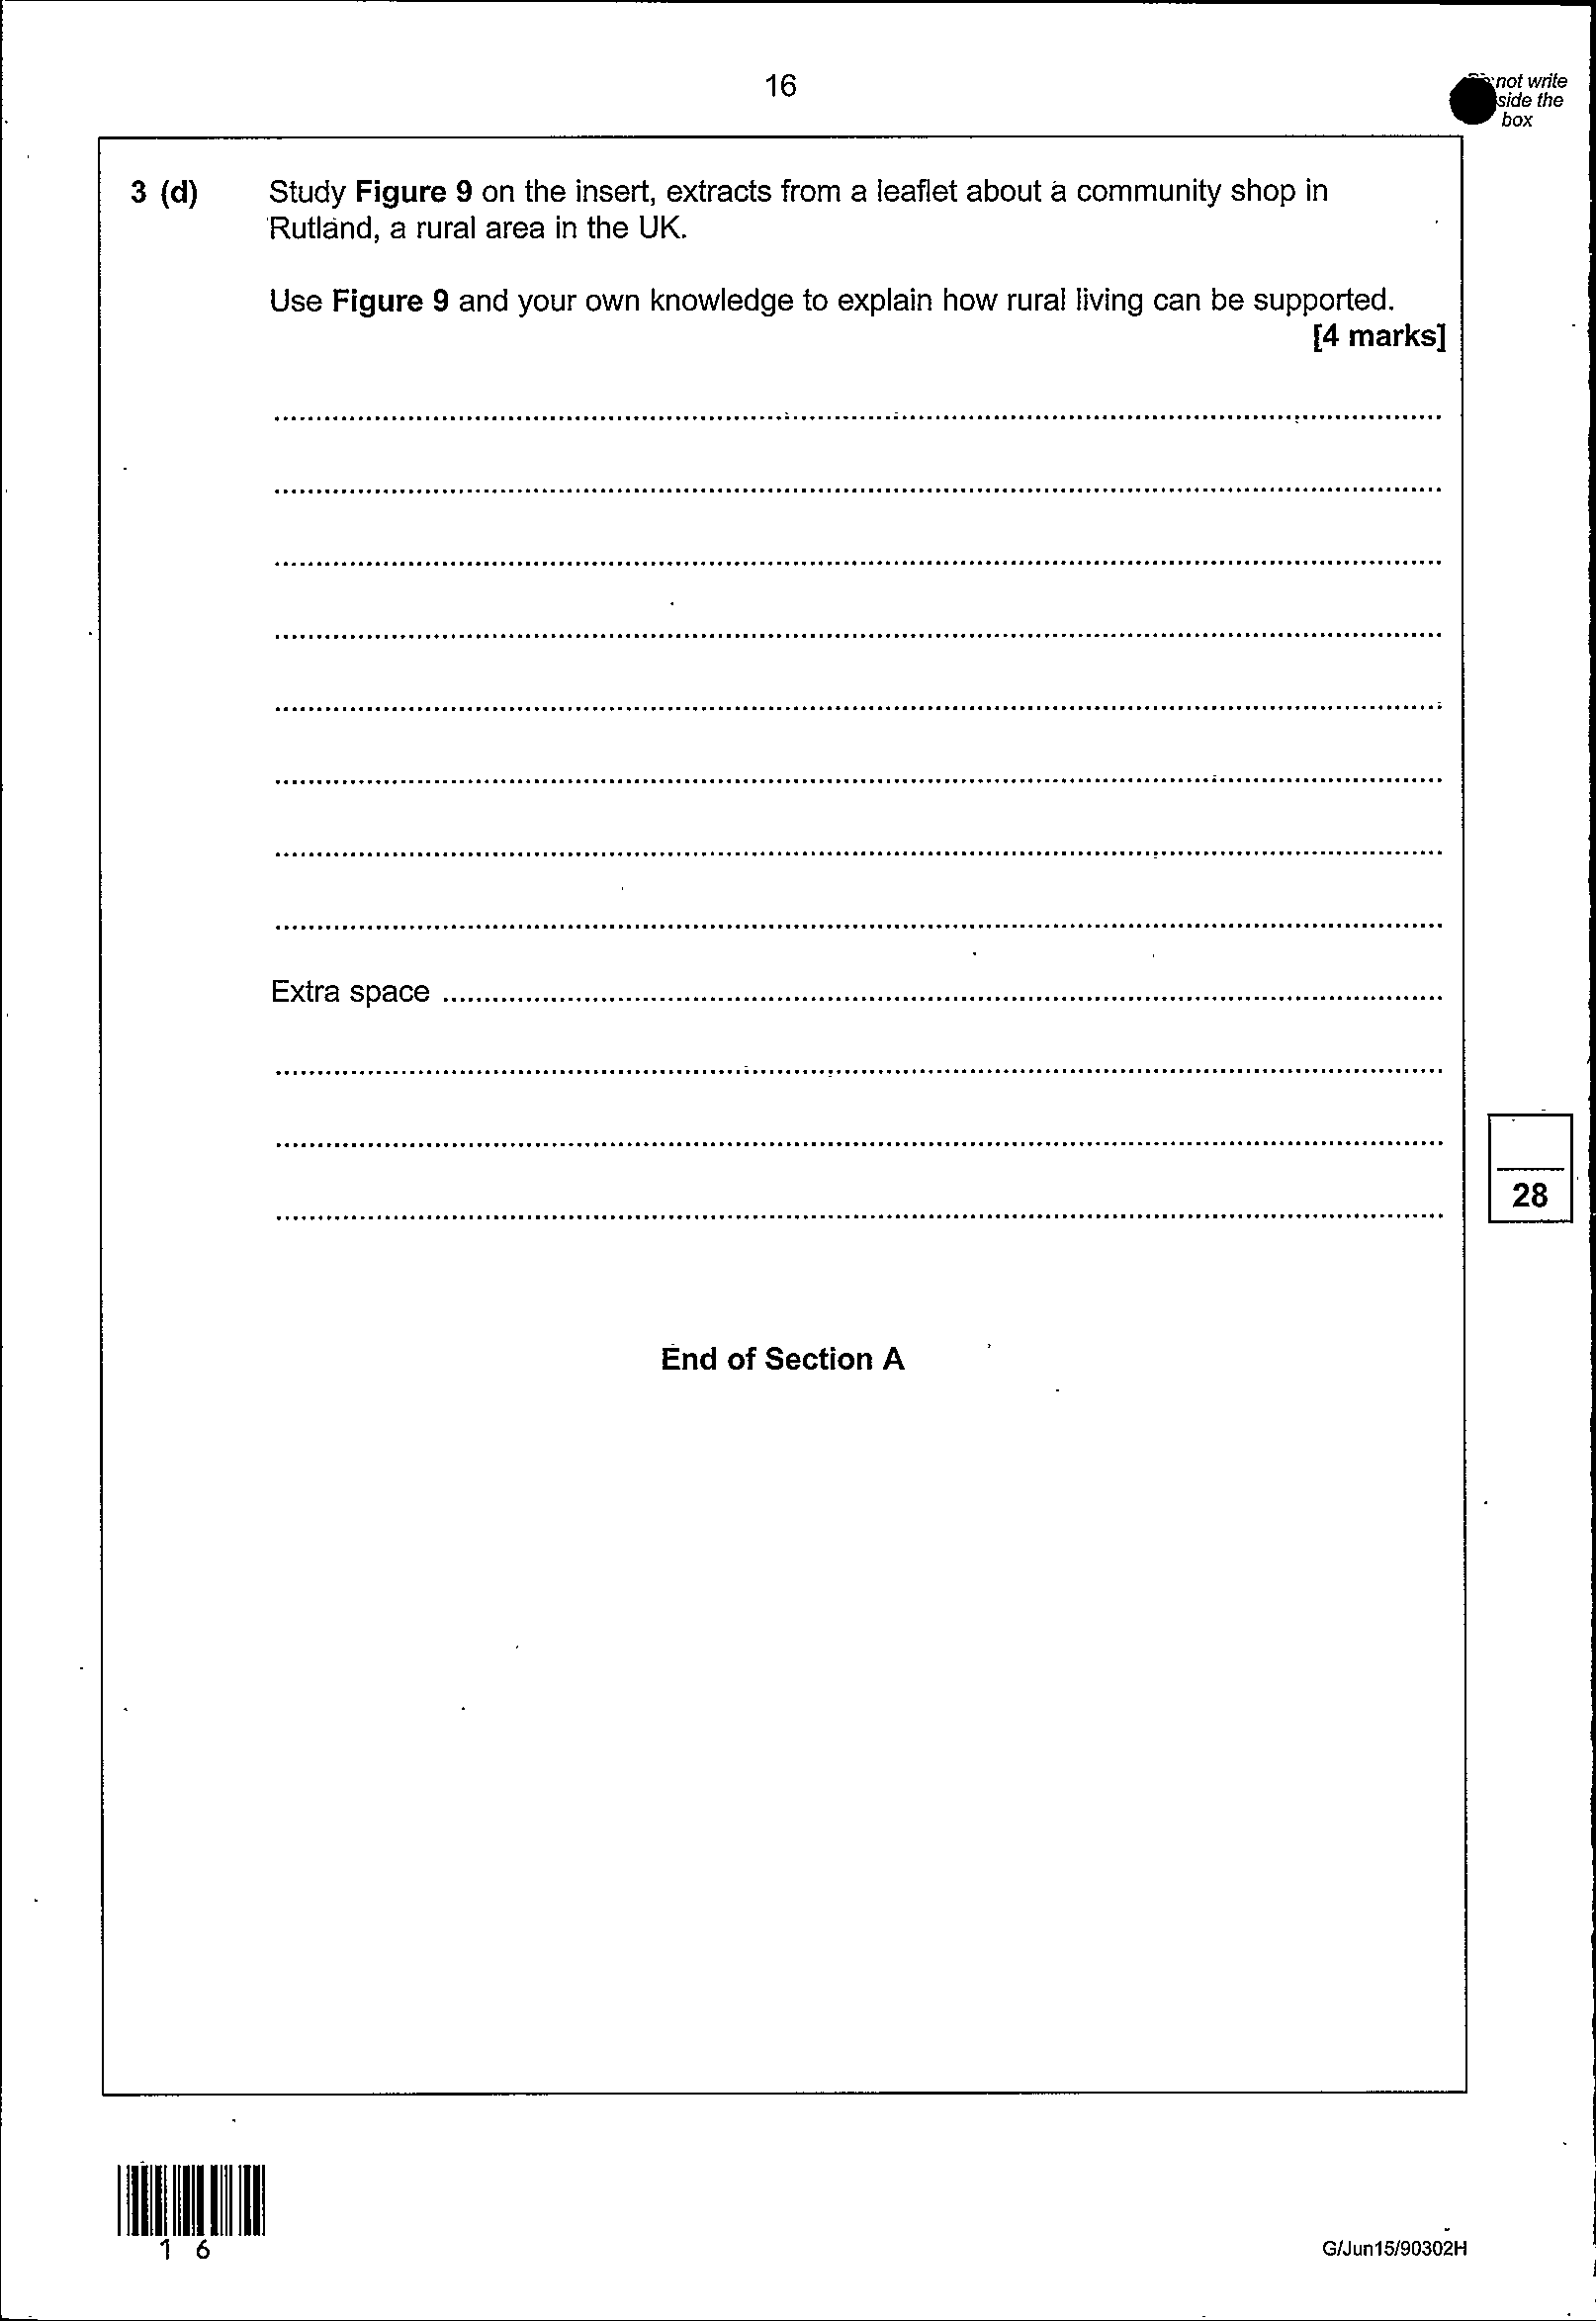 16
not write
side the
box
3 (d) Study Figure 9 on the insert, extracts from a leaflet about a community shop in
Rutland, a rural area in the UK.
Use Figure 9 and your own knowledge to explain how rural living can be supported.
[4 marks]
Extra space
28
End of Section A
1 6
G/Jun15/90302H